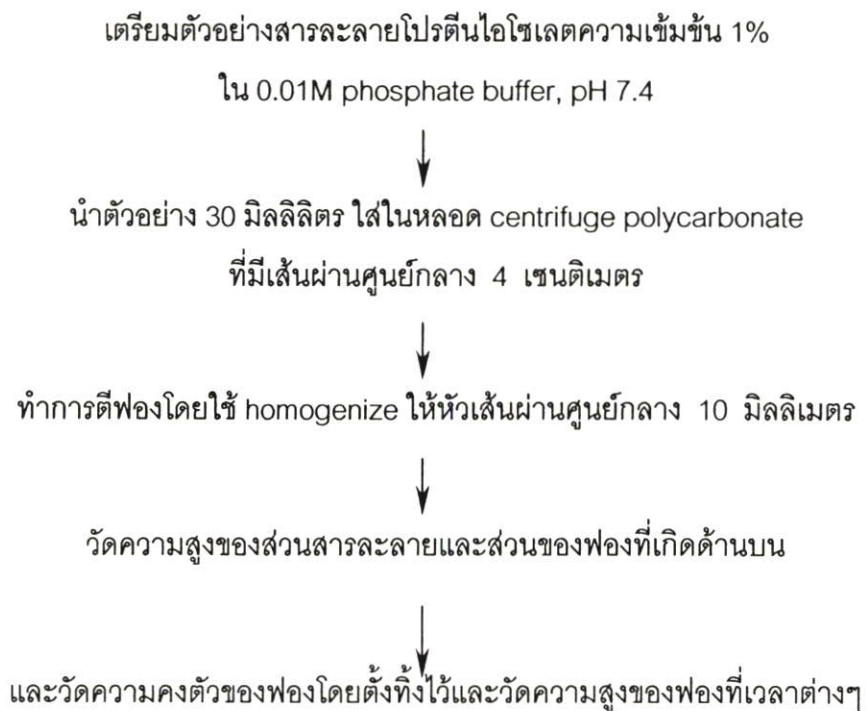 เตรียมตัวอย่างสารละลายโปรตีนไอโซเลตความเข้มข้น 1%
ใน 0.01M phosphate buffer, pH 7.4
นำตัวอย่าง 30 มิลลิลิตร ใส่ในหลอด centrifuge polycarbonate
ที่มีเส้นผ่านศูนย์กลาง 4 เซนติเมตร
ทำการตีฟองโดยใช้ homogenize ให้หัวเส้นผ่านศูนย์กลาง 10 มิลลิเมตร
วัดความสูงของส่วนสารละลายและส่วนของฟองที่เกิดด้านบน
และวัดความคงตัวของฟองโดยตั้งทิ้งไว้และวัดความสูงของฟองที่เวลาต่างๆ